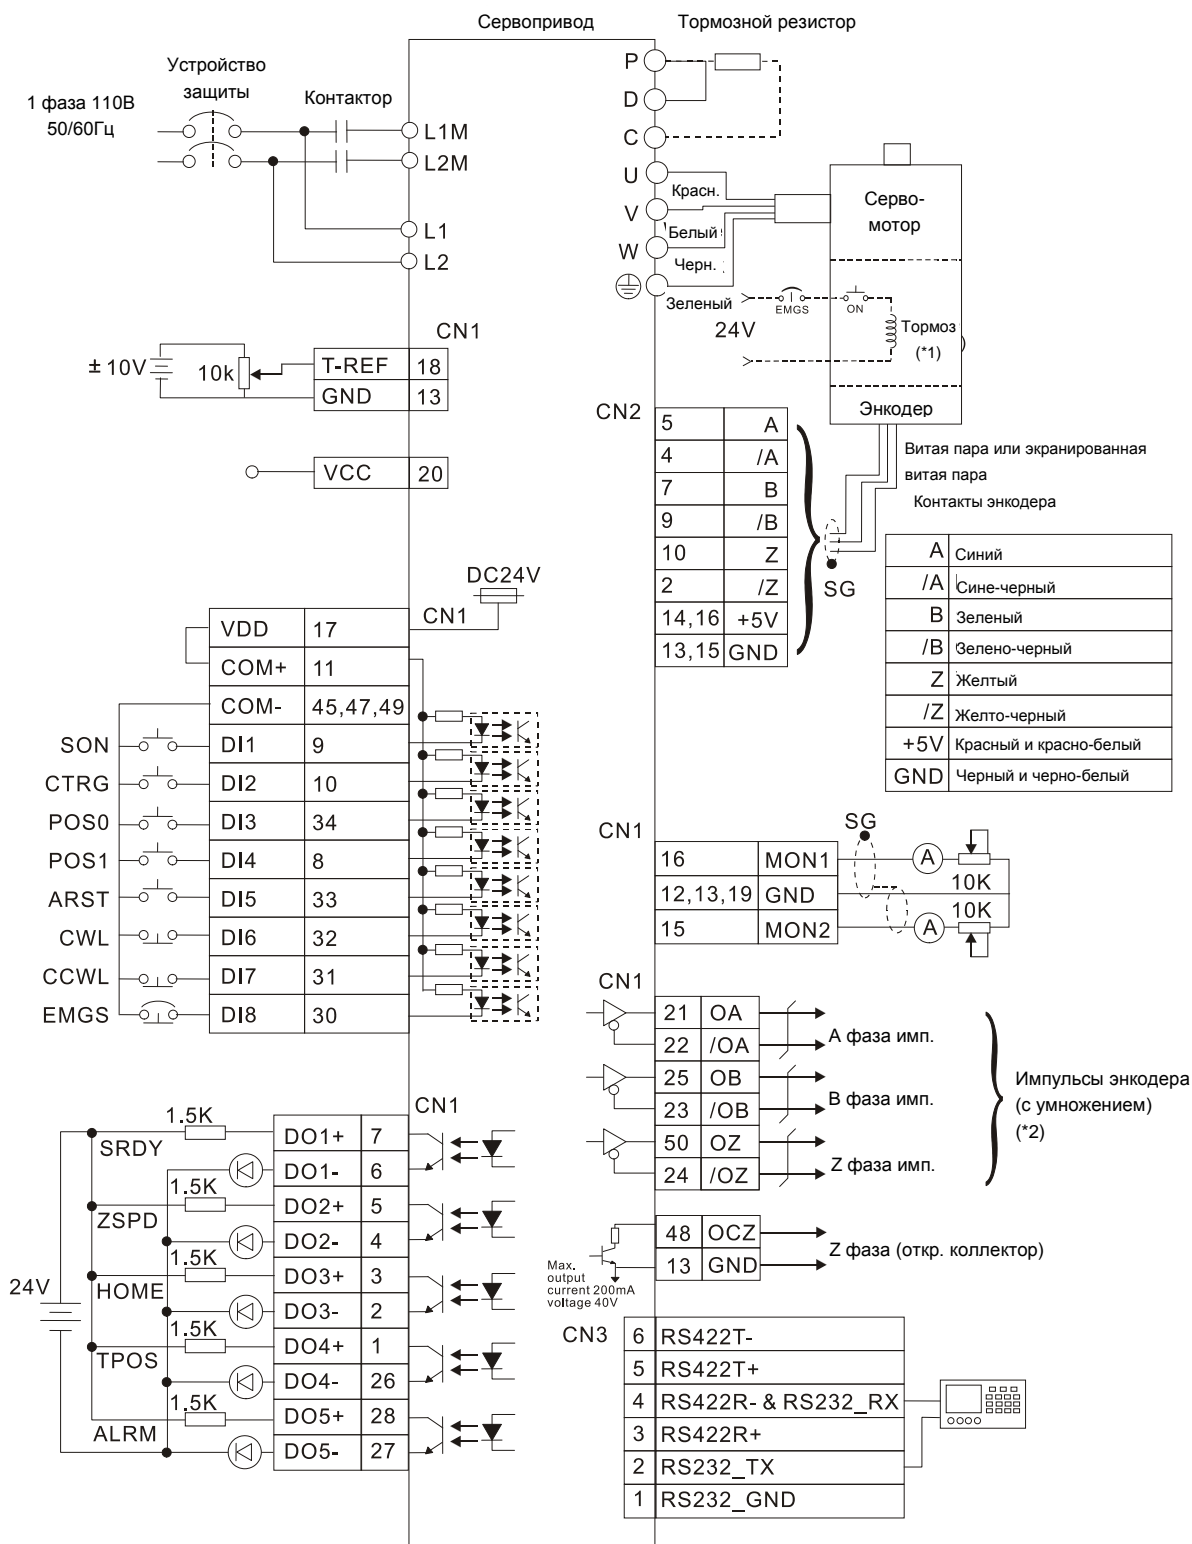 Сервопривод
Тормозной резистор
Устройство
защиты
1 фаза 110В
50/60Гц
Контактор
L1M
L2M
L1
L2
P
D
C
U
V
W
Красн.
Белый
Черн.
Зеленый
Серво-
мотор
24V
EMGS
ON
Тормоз
(*1)
Энкодер
CN1
± 10V
10k
T-REF 18
GND 13
VCC 20
CN2
5 A
4 /A
7 B
9 /B
10 Z
2 /Z
14,16 +5V
13,15 GND
SG
Витая пара или экранированная
витая пара
Контакты энкодера
A Синий
/A Сине-черный
B Зеленый
/B Зелено-черный
Z Желтый
/Z Желто-черный
+5V Красный и красно-белый
GND Черный и черно-белый
DC24V
CN1
VDD 17
COM+ 11
COM- 45,47,49
SON DI1 9
CTRG DI2 10
POS0 DI3 34
POS1 DI4 8
ARST DI5 33
CWL DI6 32
CCWL DI7 31
EMGS DI8 30
CN1
SG
16 MON1
12,13,19 GND
15 MON2
A
10K
10K
A
CN1
21 OA
22 /OA
А фаза имп.
25 OB
23 /OB
В фаза имп.
50 OZ
24 /OZ
Z фаза имп.
Импульсы энкодера
(с умножением)
(*2)
48 OCZ
13 GND
Z фаза (откр. коллектор)
Max.
output
current 200mA
voltage 40V
CN1
24V
1.5K
SRDY
DO1+ 7
DO1- 6
1.5K
ZSPD
DO2+ 5
DO2- 4
1.5K
HOME
DO3+ 3
DO3- 2
1.5K
TPOS
DO4+ 1
DO4- 26
1.5K
ALRM
DO5+ 28
DO5- 27
CN3
6 RS422T-
5 RS422T+
4 RS422R- & RS232_RX
3 RS422R+
2 RS232_TX
1 RS232_GND